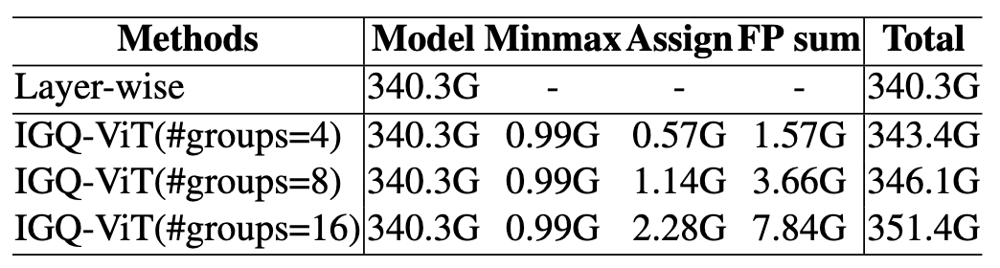 Methods Model Minmax Assign FP sum Total
Layer-wise 340.3G - - - 340.3G
IGQ-ViT(#groups=4) 340.3G 0.99G 0.57G 1.57G 343.4G
IGQ-ViT(#groups=8) 340.3G 0.99G 1.14G 3.66G 346.1G
IGQ-ViT(#groups=16) 340.3G 0.99G 2.28G 7.84G 351.4G